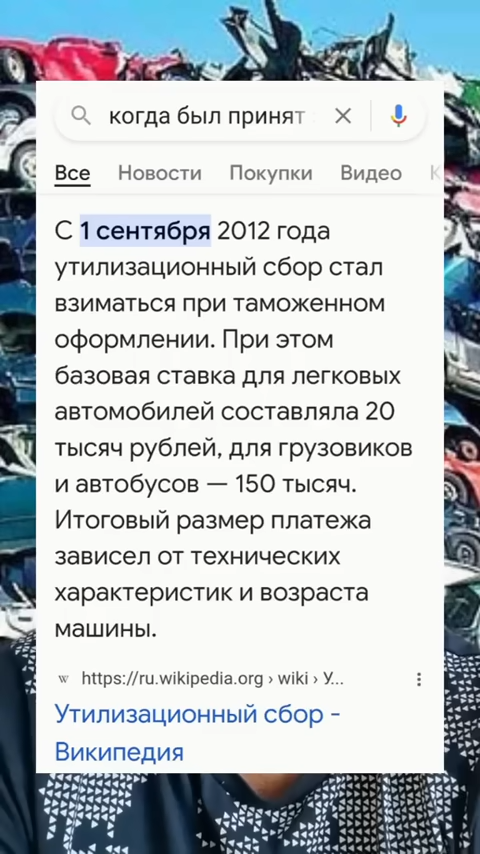 когда был принят
Все Новости Покупки Видео
С 1 сентября 2012 года
утилизационный сбор стал
взиматься при таможенном
оформлении. При этом
базовая ставка для легковых
автомобилей составляла 20
тысяч рублей, для грузовиков
и автобусов — 150 тысяч.
Итоговый размер платежа
зависел от технических
характеристик и возраста
машины.
W https://ru.wikipedia.org › wiki › У...
Утилизационный сбор -
Википедия